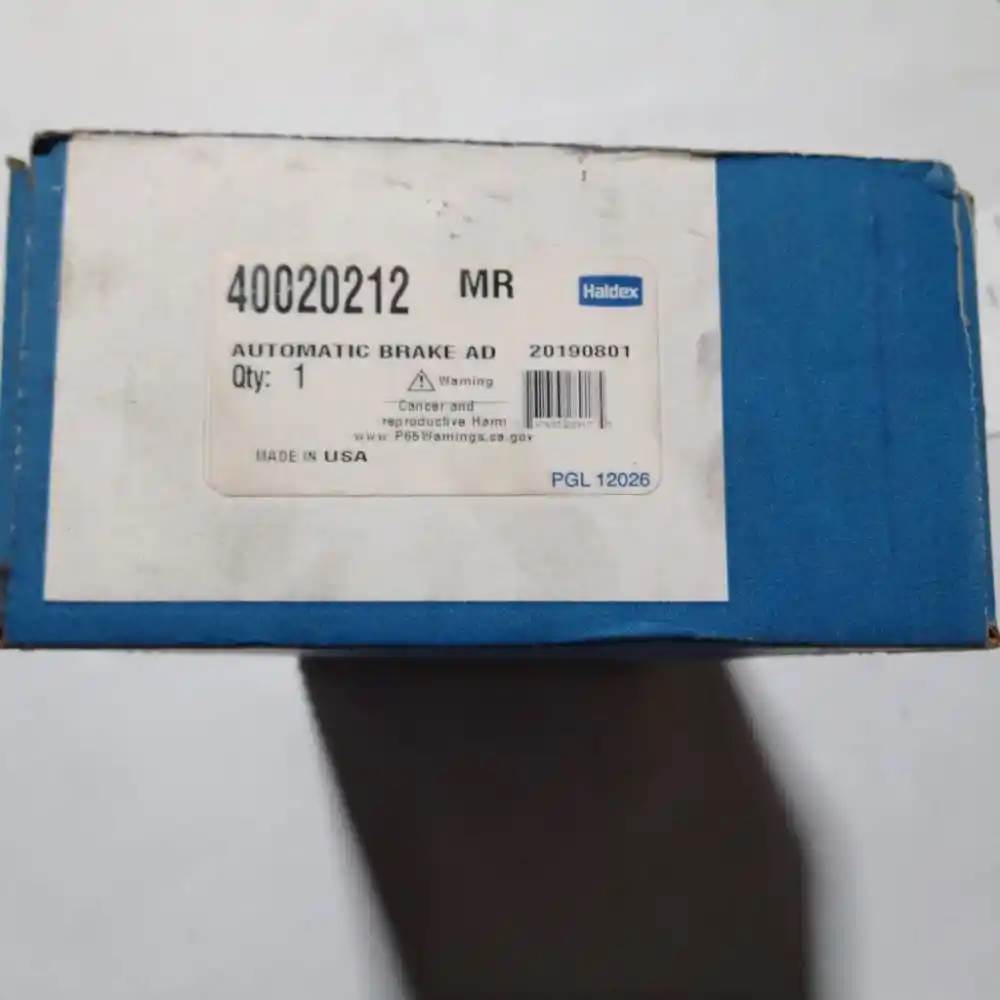 40020212 MR Haldex
AUTOMATIC BRAKE AD 20190801
Qty: 1
Warning
Cancer and
reproductive Harm
www.P65Warnings.ca.gov
MADE IN USA
PGL 12026